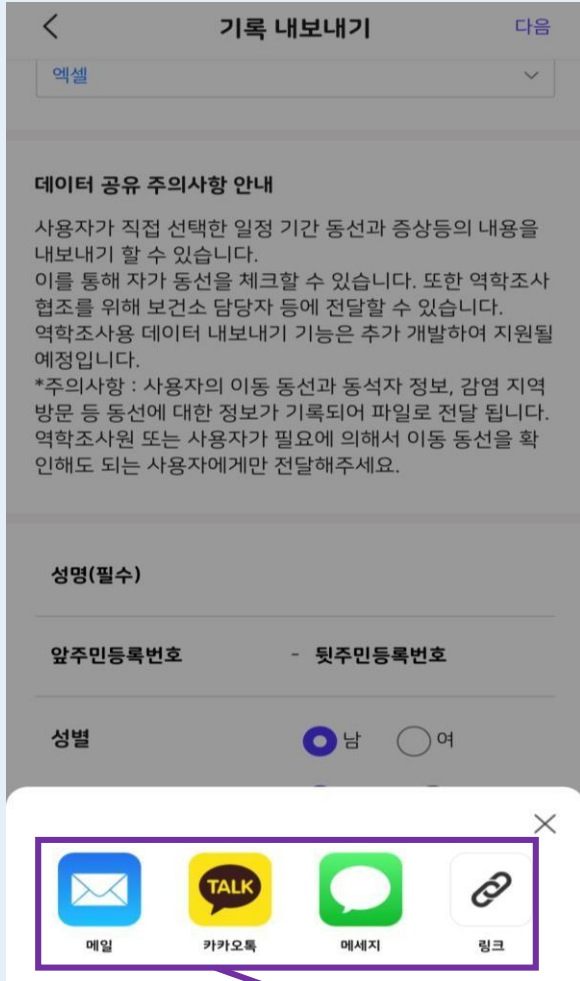 기록 내보내기
다음
엑셀
데이터 공유 주의사항 안내
사용자가 직접 선택한 일정 기간 동선과 증상등의 내용을
내보내기 할 수 있습니다.
이를 통해 자가 동선을 체크할 수 있습니다. 또한 역학조사
협조를 위해 보건소 담당자 등에 전달할 수 있습니다.
역학조사용 데이터 내보내기 기능은 추가 개발하여 지원될
예정입니다.
*주의사항 : 사용자의 이동 동선과 동석자 정보, 감염 지역
방문 등 동선에 대한 정보가 기록되어 파일로 전달 됩니다.
역학조사원 또는 사용자가 필요에 의해서 이동 동선을 확
인해도 되는 사용자에게만 전달해주세요.
성명(필수)
앞주민등록번호 - 뒷주민등록번호
성별 남 여
TALK
메일 카카오톡 메세지 링크